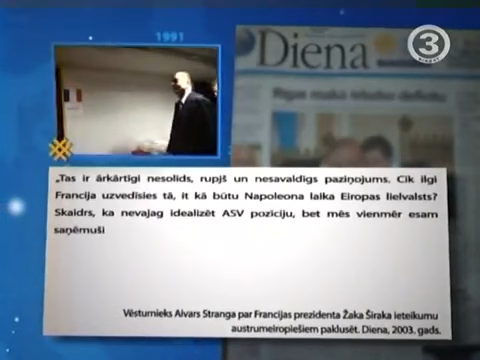 1991
Diena
3
„Tas ir ārkārtīgi nesolīds, rupjš un nesavaldīgs paziņojums. Cik ilgi
Francija uzvedīsies tā, it kā būtu Napoleona laika Eiropas lielvalsts?
Skaidrs, ka nevajag idealizēt ASV pozīciju, bet mēs vienmēr esam
saņēmuši
Vēsturnieks Aivars Stranga par Francijas prezidenta Žaka Širaka ieteikumu
austrumeiropiešiem paklusēt. Diena, 2003. gads.